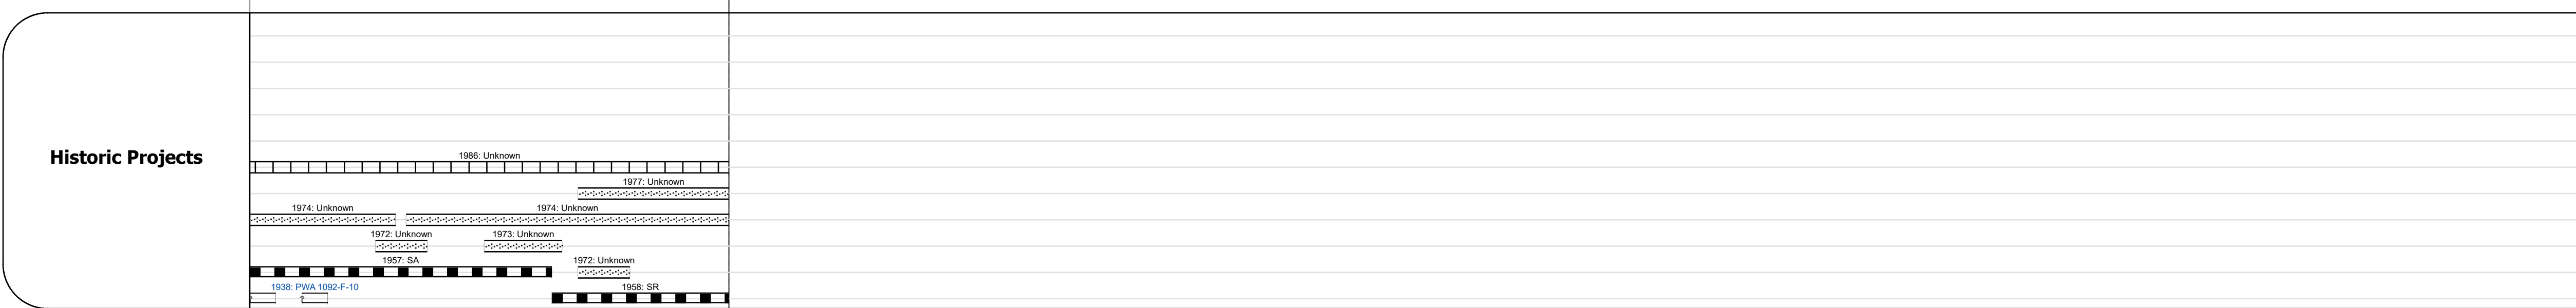 Historic Projects
1986: Unknown
1977: Unknown
1974: Unknown
1974: Unknown
1972: Unknown
1973: Unknown
1957: SA
1972: Unknown
1938: PWA 1092-F-10
1958: SR
?